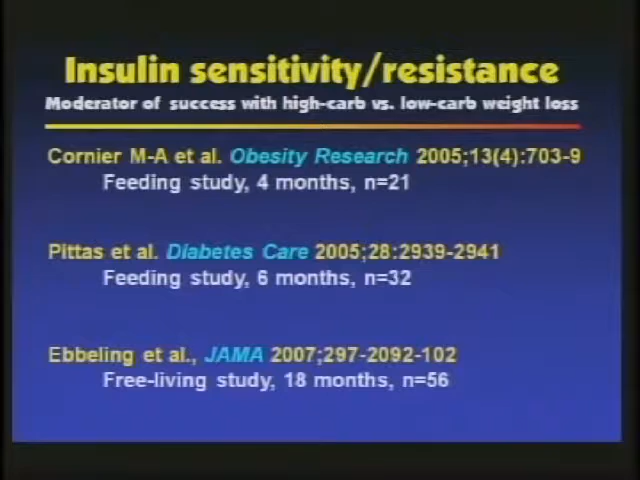 Insulin sensitivity/resistance
Moderator of success with high-carb vs. low-carb weight loss
Cornier M-A et al. Obesity Research 2005;13(4):703-9
Feeding study, 4 months, n=21
Pittas et al. Diabetes Care 2005;28:2939-2941
Feeding study, 6 months, n=32
Ebbeling et al., JAMA 2007;297-2092-102
Free-living study, 18 months, n=56